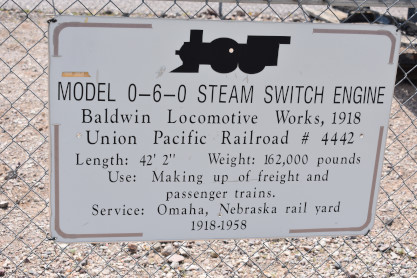 MODEL 0-6-0 STEAM SWITCH ENGINE
Baldwin Locomotive Works, 1918
Union Pacific Railroad # 4442
Length: 42' 2" Weight: 162,000 pounds
Use: Making up of freight and
passenger trains.
Service: Omaha, Nebraska rail yard
1918-1958